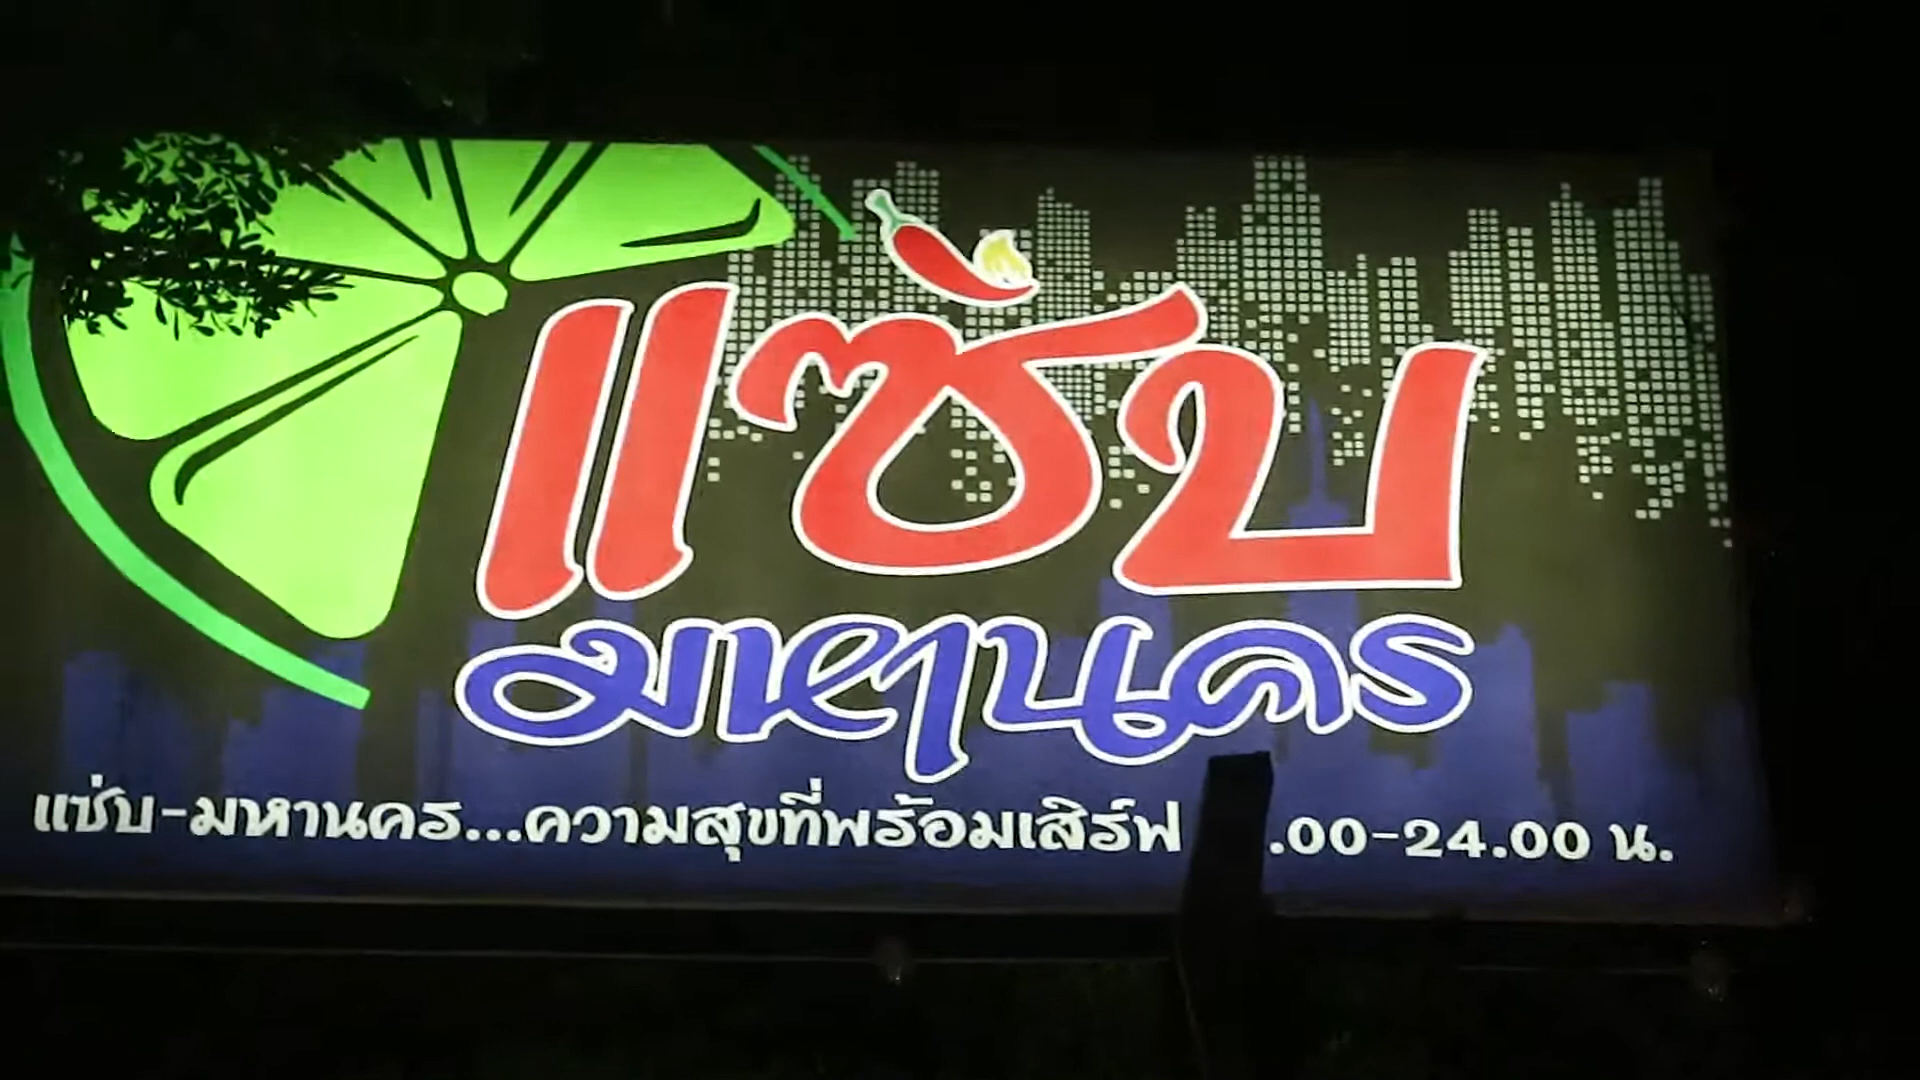 แซ่บ
มหานคร
แซ่บ-มหานคร...ความสุขที่พร้อมเสิร์ฟ .00-24.00 น.